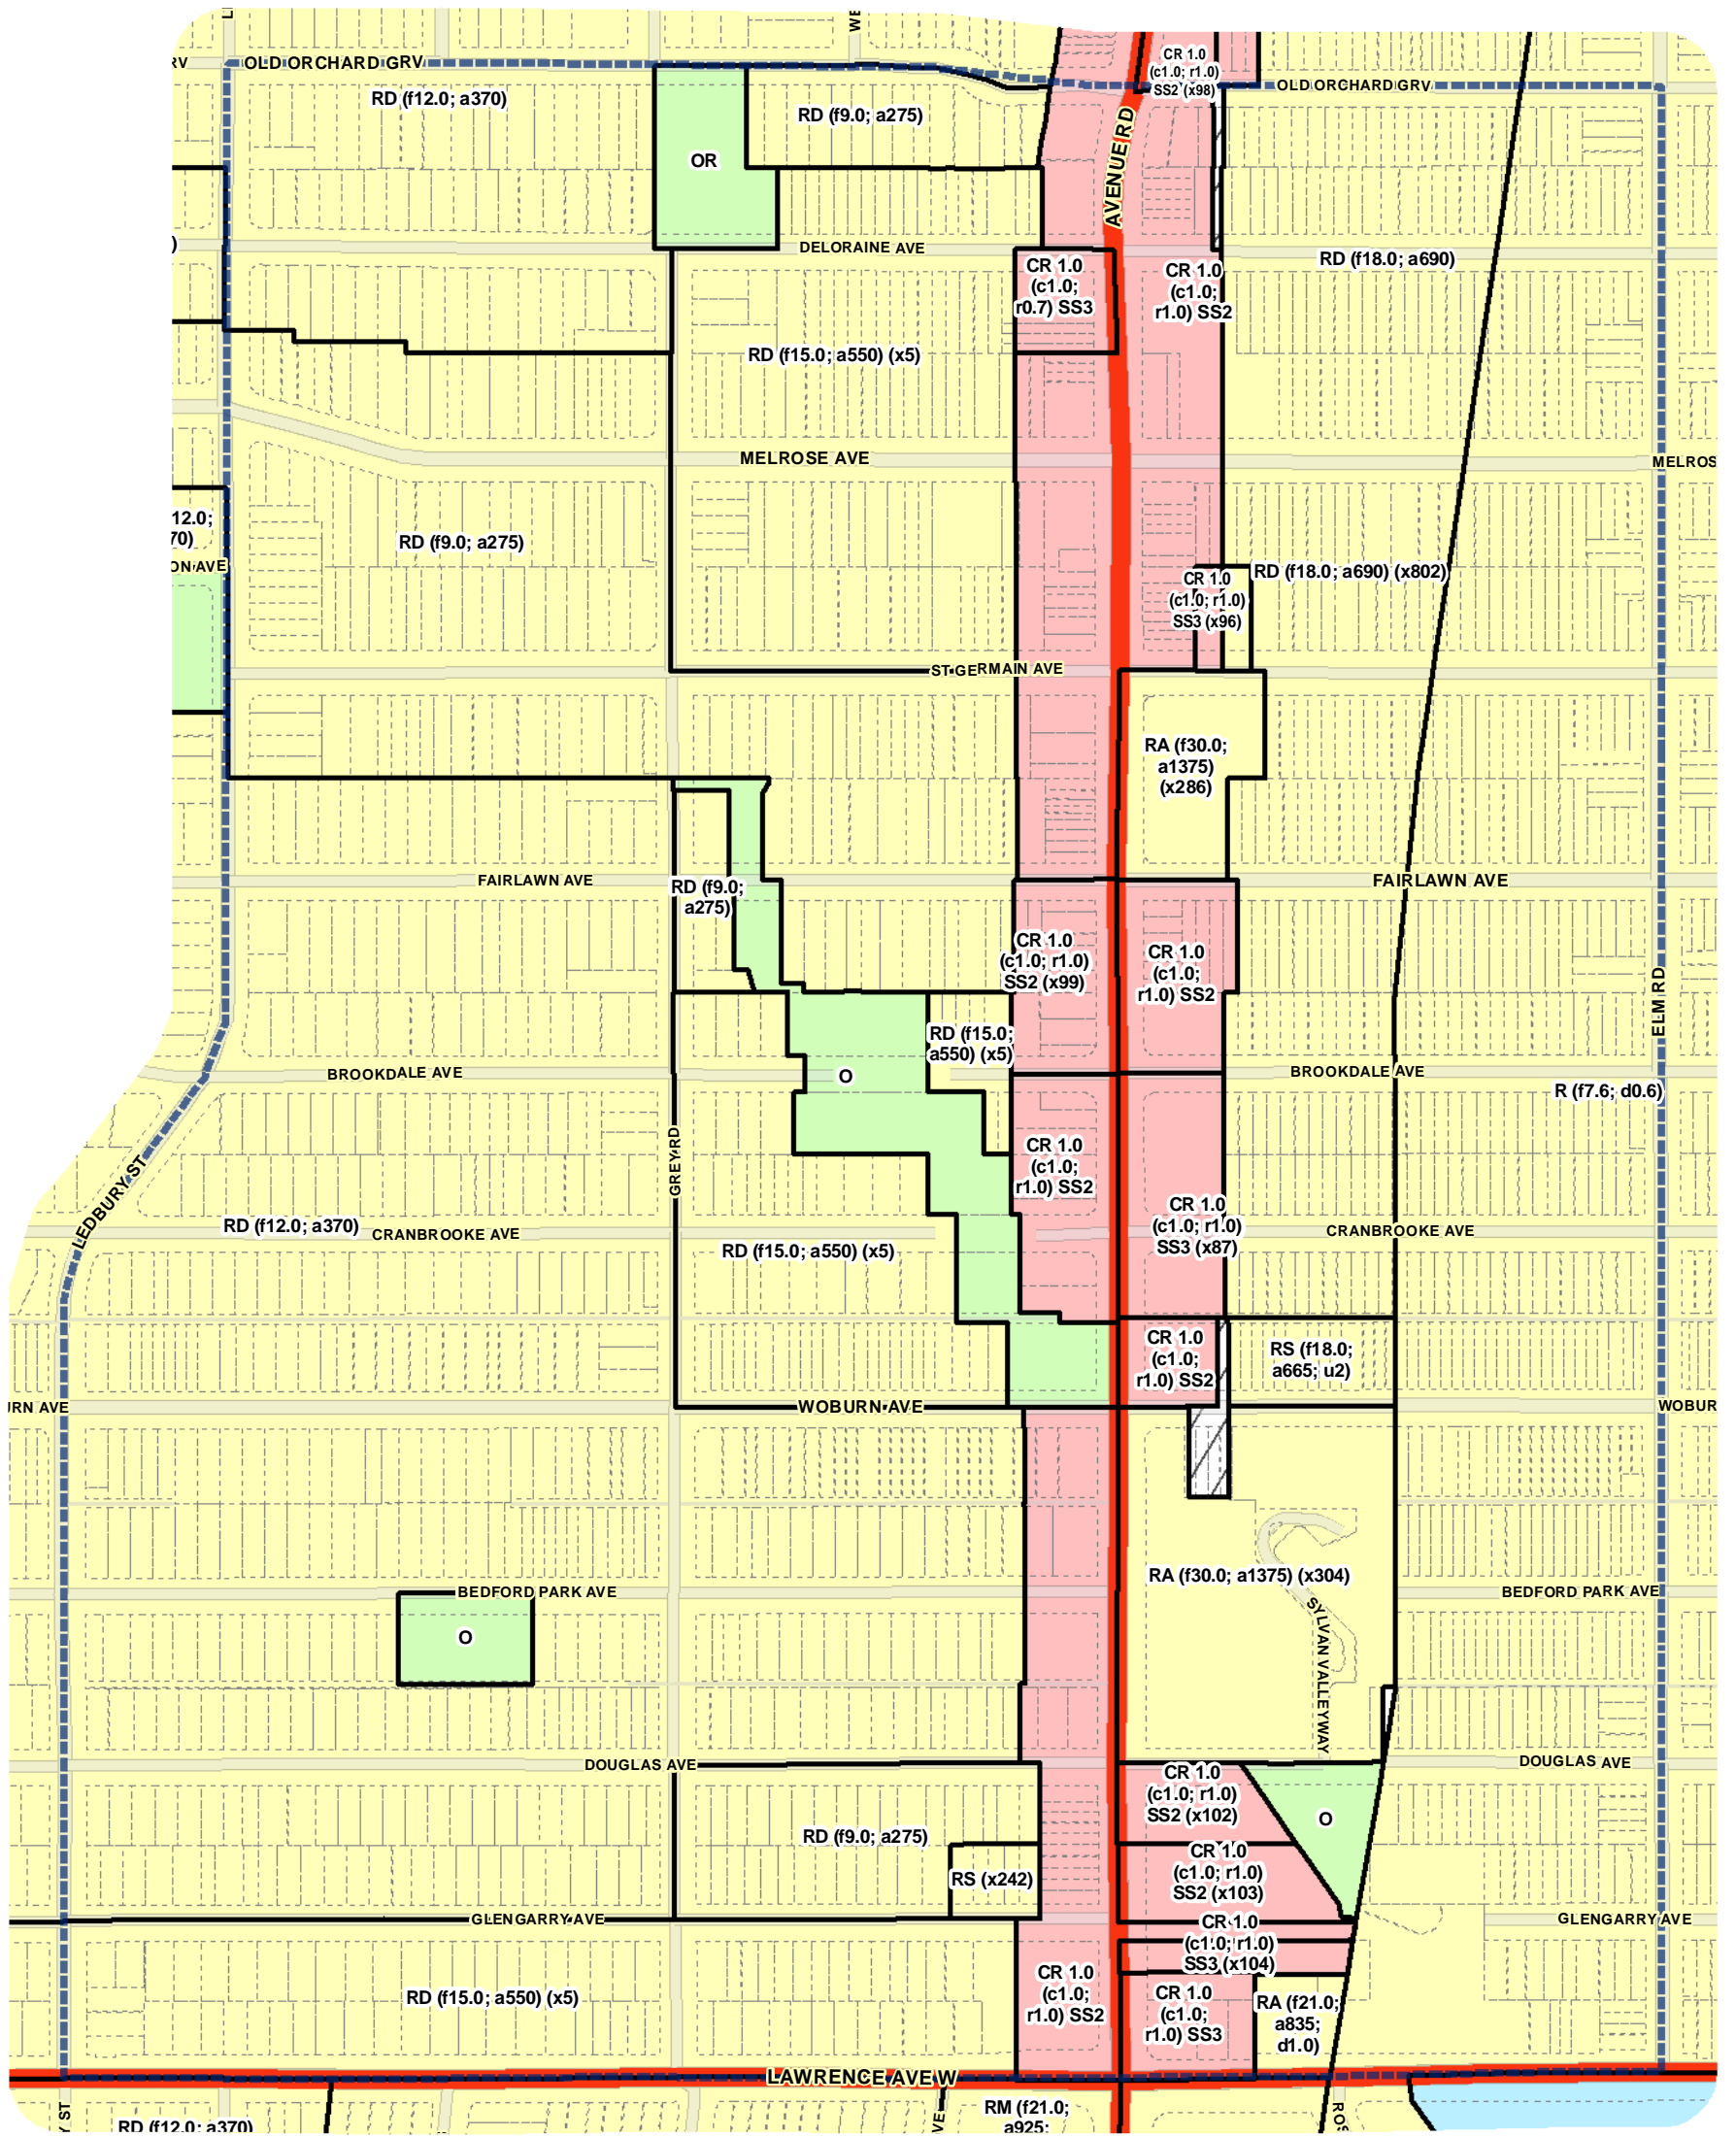 OLD ORCHARD GRV
RV
RD (f12.0; a370)
RD (f9.0; a275)
OR
CR 1.0
(c1.0; r1.0)
SS2 (x98)
OLD ORCHARD GRV
AVENUE RD
DELORAINE AVE
)
CR 1.0
(c1.0;
r0.7) SS3
CR 1.0
(c1.0;
r1.0) SS2
RD (f18.0; a690)
RD (f15.0; a550) (x5)
MELROSE AVE
MELROS
12.0;
70)
ON AVE
RD (f9.0; a275)
CR 1.0
(c1.0; r1.0)
SS3 (x96)
RD (f18.0; a690) (x802)
ST GERMAIN AVE
RA (f30.0;
a1375)
(x286)
FAIRLAWN AVE
RD (f9.0;
a275)
FAIRLAWN AVE
CR 1.0
(c1.0; r1.0)
SS2 (x99)
CR 1.0
(c1.0;
r1.0) SS2
ELM RD
RD (f15.0;
a550) (x5)
BROOKDALE AVE
O
BROOKDALE AVE
R (f7.6; d0.6)
GREY RD
CR 1.0
(c1.0;
r1.0) SS2
LEDBURY ST
RD (f12.0; a370)
CRANBROOKE AVE
RD (f15.0; a550) (x5)
CR 1.0
(c1.0; r1.0)
SS3 (x87)
CRANBROOKE AVE
CR 1.0
(c1.0;
r1.0) SS2
RS (f18.0;
a665; u2)
URN AVE
WOBURN AVE
WOBUR
RA (f30.0; a1375) (x304)
BEDFORD PARK AVE
BEDFORD PARK AVE
O
SYLVAN VALLEYWAY
DOUGLAS AVE
DOUGLAS AVE
CR 1.0
(c1.0; r1.0)
SS2 (x102)
O
RD (f9.0; a275)
CR 1.0
(c1.0; r1.0)
SS2 (x103)
RS (x242)
GLENGARRY AVE
GLENGARRY AVE
CR 1.0
(c1.0; r1.0)
SS3 (x104)
RD (f15.0; a550) (x5)
CR 1.0
(c1.0;
r1.0) SS2
CR 1.0
(c1.0;
r1.0) SS3
RA (f21.0;
a835;
d1.0)
LAWRENCE AVE W
Y ST
RD (f12.0; a370)
VE
RM (f21.0;
a925;
ROS